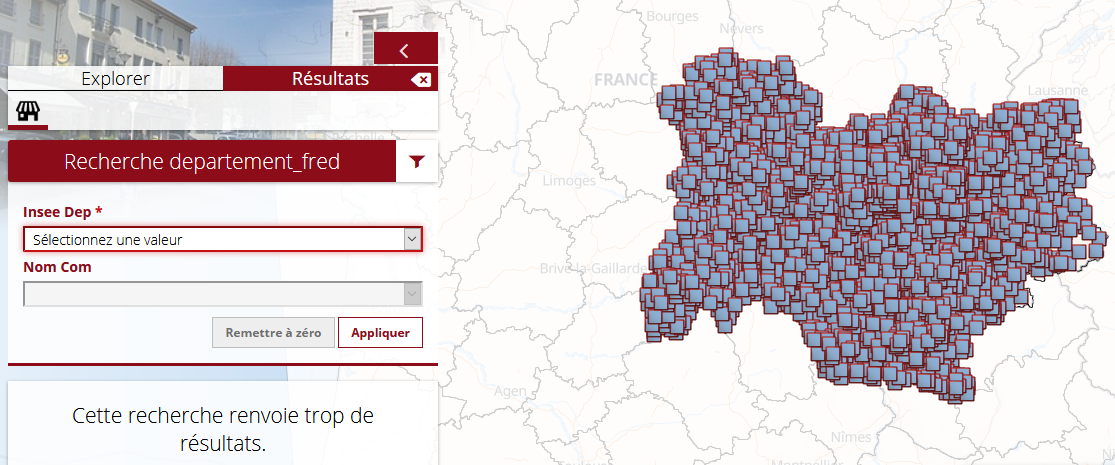 Explorer
Résultats
Recherche departement_fred
Insee Dep *
Sélectionnez une valeur
Nom Com
Remettre à zéro
Appliquer
Cette recherche renvoie trop de
résultats.
Bourges
Nevers
FRANCE
Lausanne
Limoges
Brive-la-Gaillarde
Agen
Nîmes